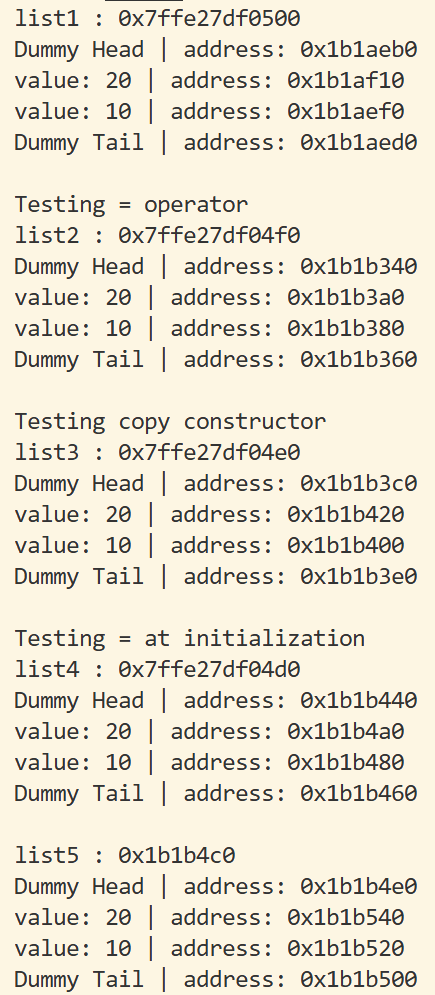 list1 : 0x7ffe27df0500
Dummy Head | address: 0x1b1aeb0
value: 20 | address: 0x1b1af10
value: 10 | address: 0x1b1aef0
Dummy Tail | address: 0x1b1aed0
Testing = operator
list2 : 0x7ffe27df04f0
Dummy Head | address: 0x1b1b340
value: 20 | address: 0x1b1b3a0
value: 10 | address: 0x1b1b380
Dummy Tail | address: 0x1b1b360
Testing copy constructor
list3 : 0x7ffe27df04e0
Dummy Head | address: 0x1b1b3c0
value: 20 | address: 0x1b1b420
value: 10 | address: 0x1b1b400
Dummy Tail | address: 0x1b1b3e0
Testing = at initialization
list4 : 0x7ffe27df04d0
Dummy Head | address: 0x1b1b440
value: 20 | address: 0x1b1b4a0
value: 10 | address: 0x1b1b480
Dummy Tail | address: 0x1b1b460
list5 : 0x1b1b4c0
Dummy Head | address: 0x1b1b4e0
value: 20 | address: 0x1b1b540
value: 10 | address: 0x1b1b520
Dummy Tail | address: 0x1b1b500